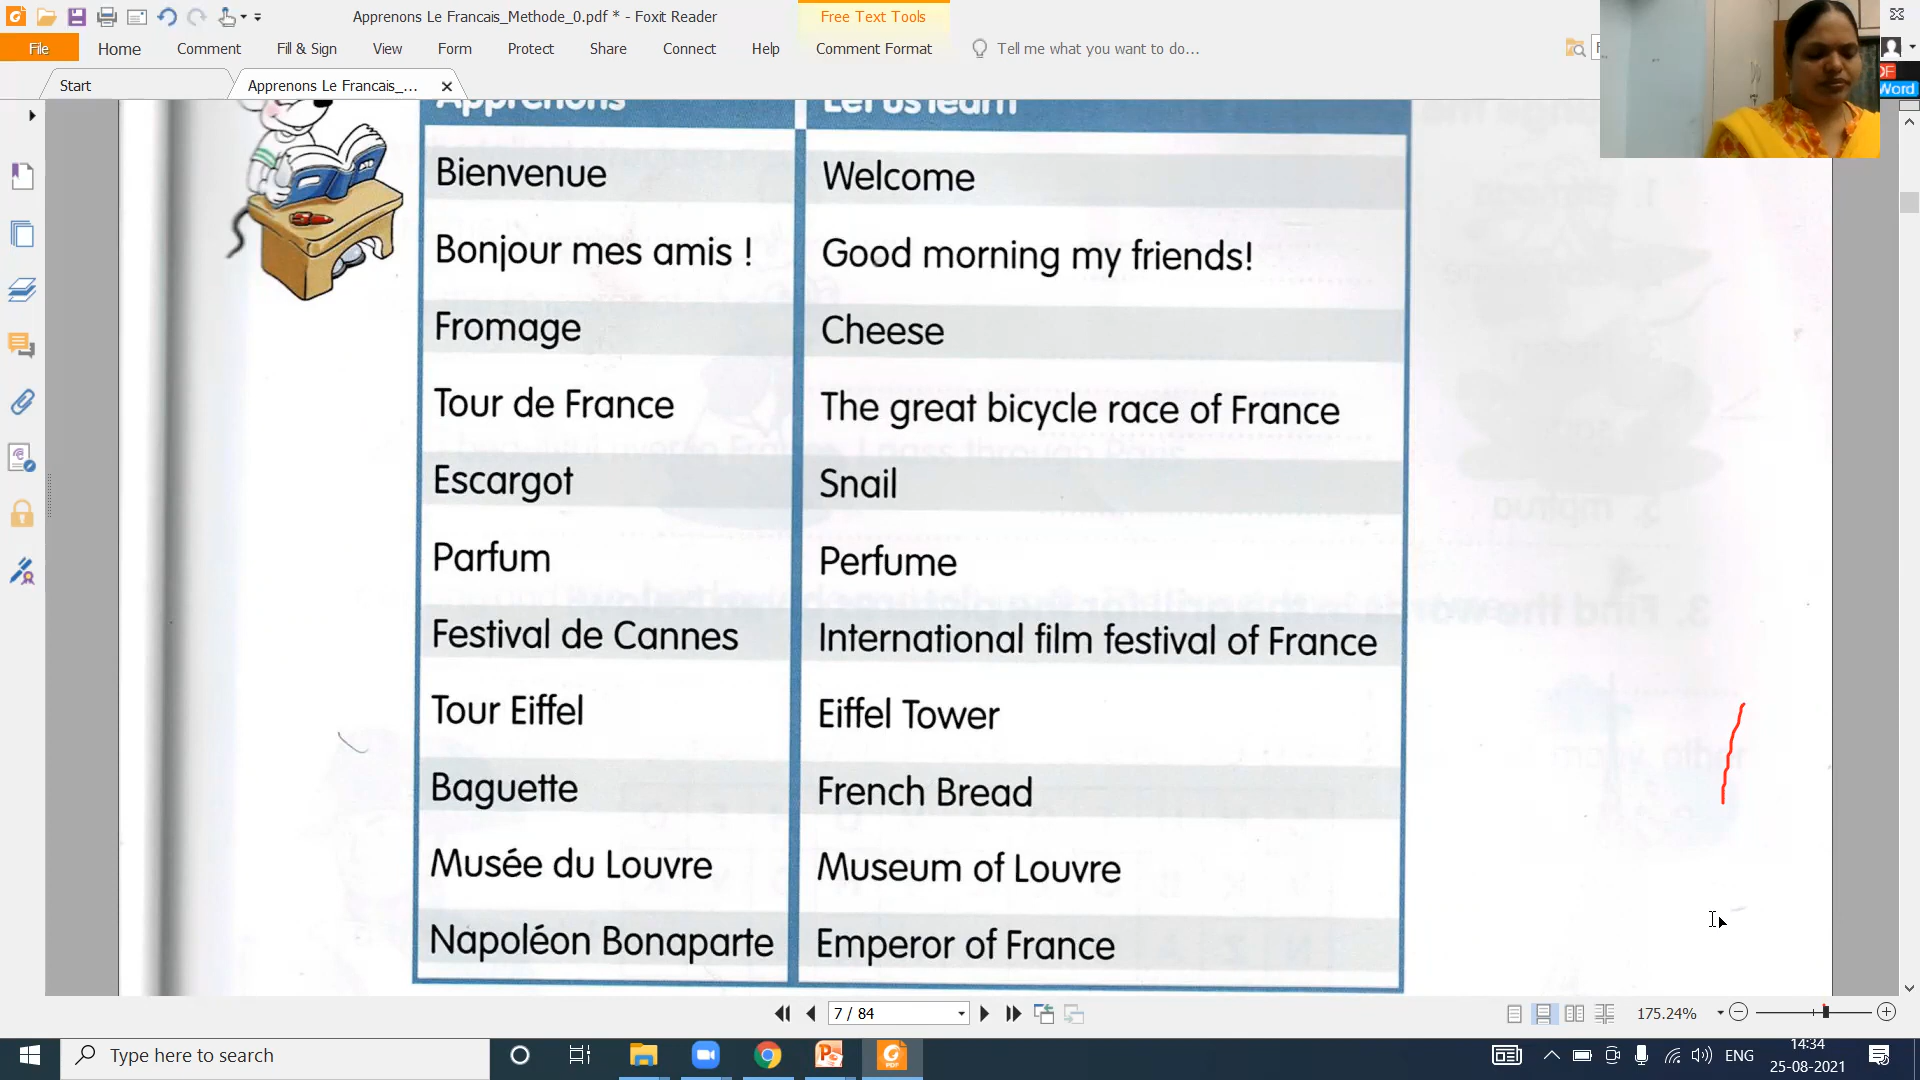 Apprenons Le Francais_Methode_0.pdf * - Foxit Reader
Free Text Tools
File Home Comment Fill & Sign View Form Protect Share Connect Help Comment Format Tell me what you want to do...
Start Apprenons Le Francais_...
Word
Apprenons Let us learn
Bienvenue Welcome
Bonjour mes amis ! Good morning my friends!
Fromage Cheese
Tour de France The great bicycle race of France
Escargot Snail
Parfum Perfume
Festival de Cannes International film festival of France
Tour Eiffel Eiffel Tower
Baguette French Bread
Musée du Louvre Museum of Louvre
Napoléon Bonaparte Emperor of France
7 / 84 175.24%
Type here to search ENG 14:34
25-08-2021